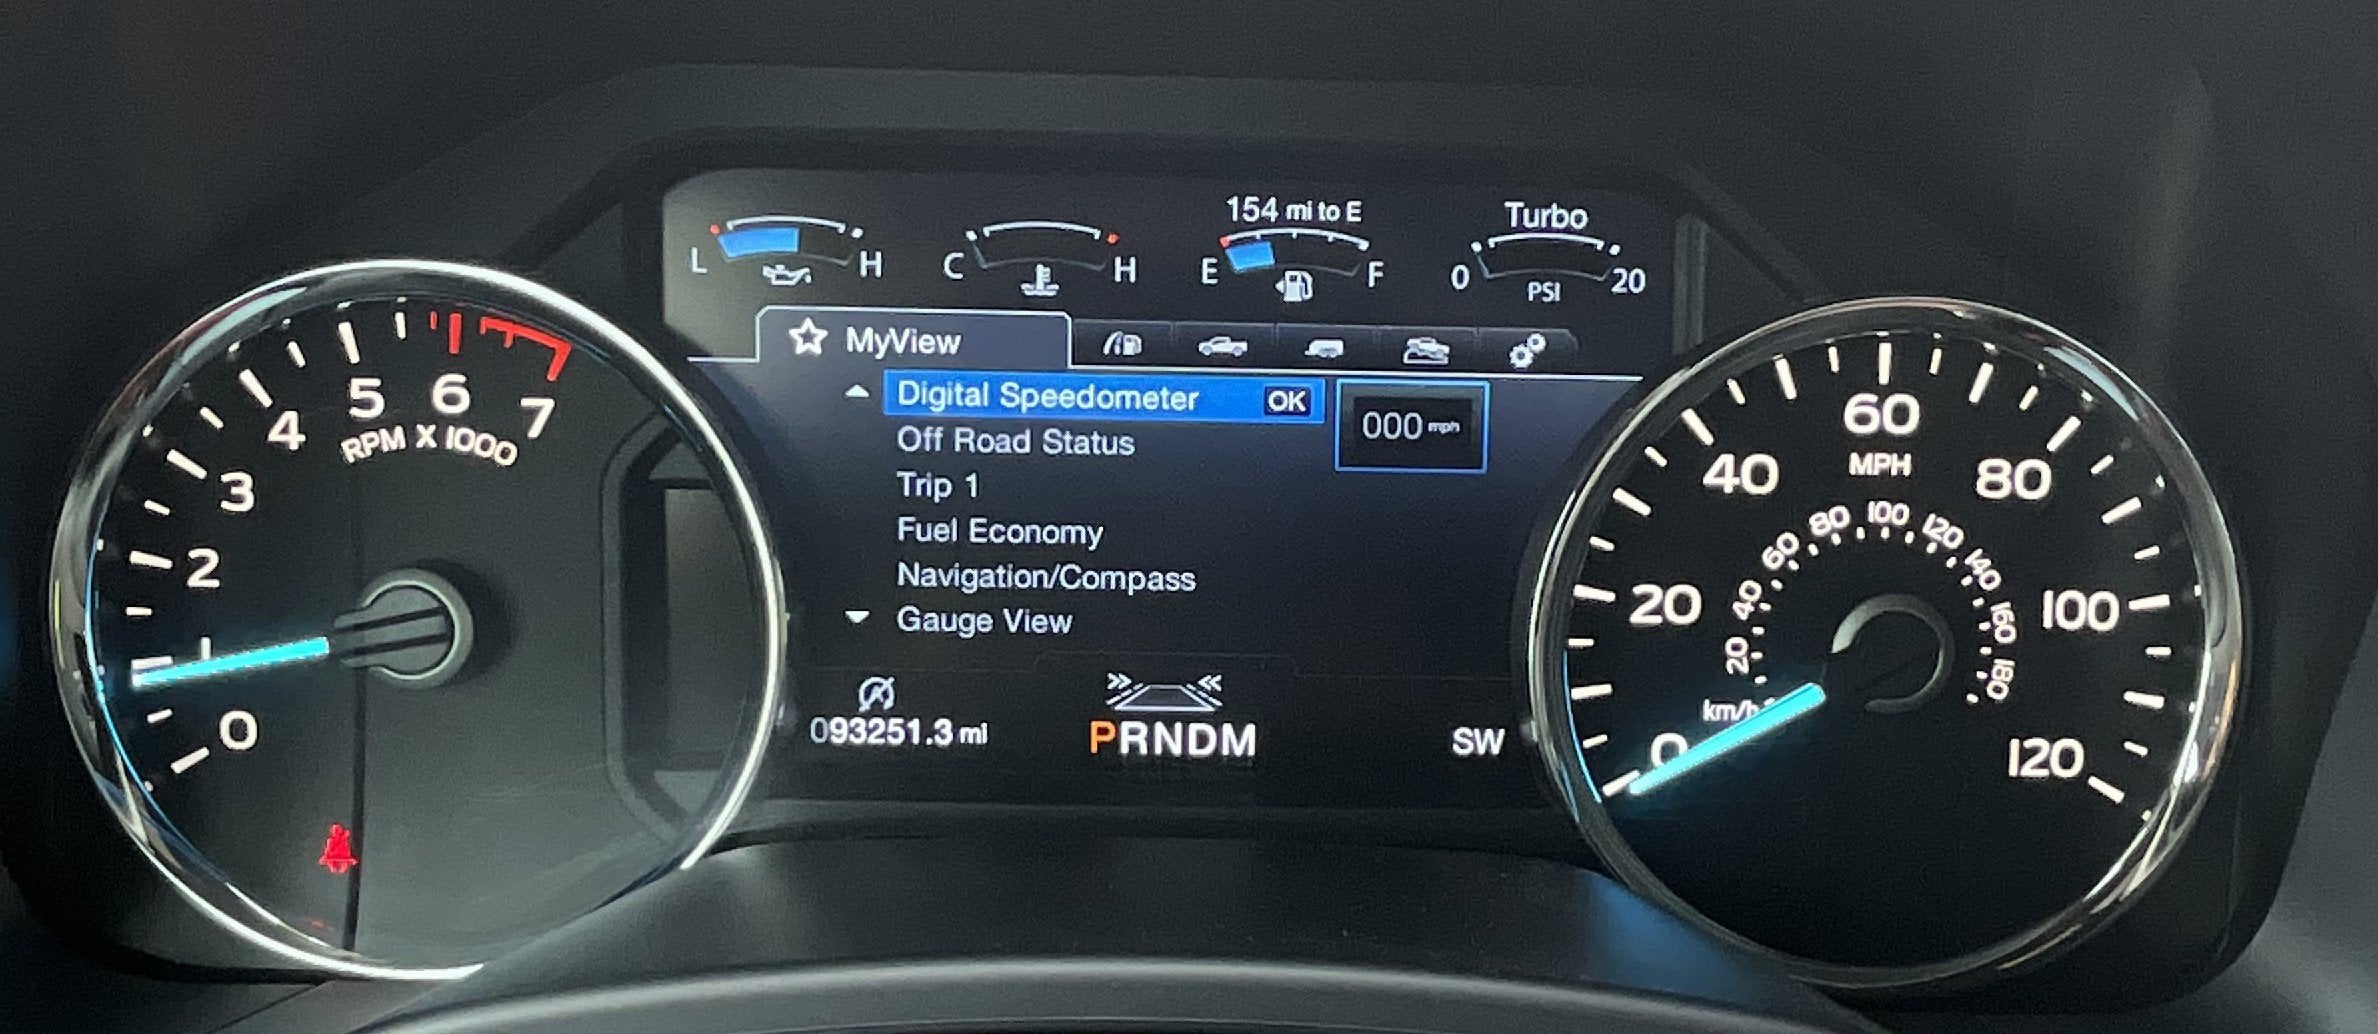 154 mi to E
Turbo
L H
C H
E F
0 20
PSI
MyView
Digital Speedometer OK
000 mph
Off Road Status
Trip 1
Fuel Economy
Navigation/Compass
Gauge View
093251.3 mi
PRNDM
SW
0 1 2 3 4 5 6 7
RPM X 1000
0 20 40 60 80 100 120
MPH
20 40 60 80 100 120 140 160 180
km/h